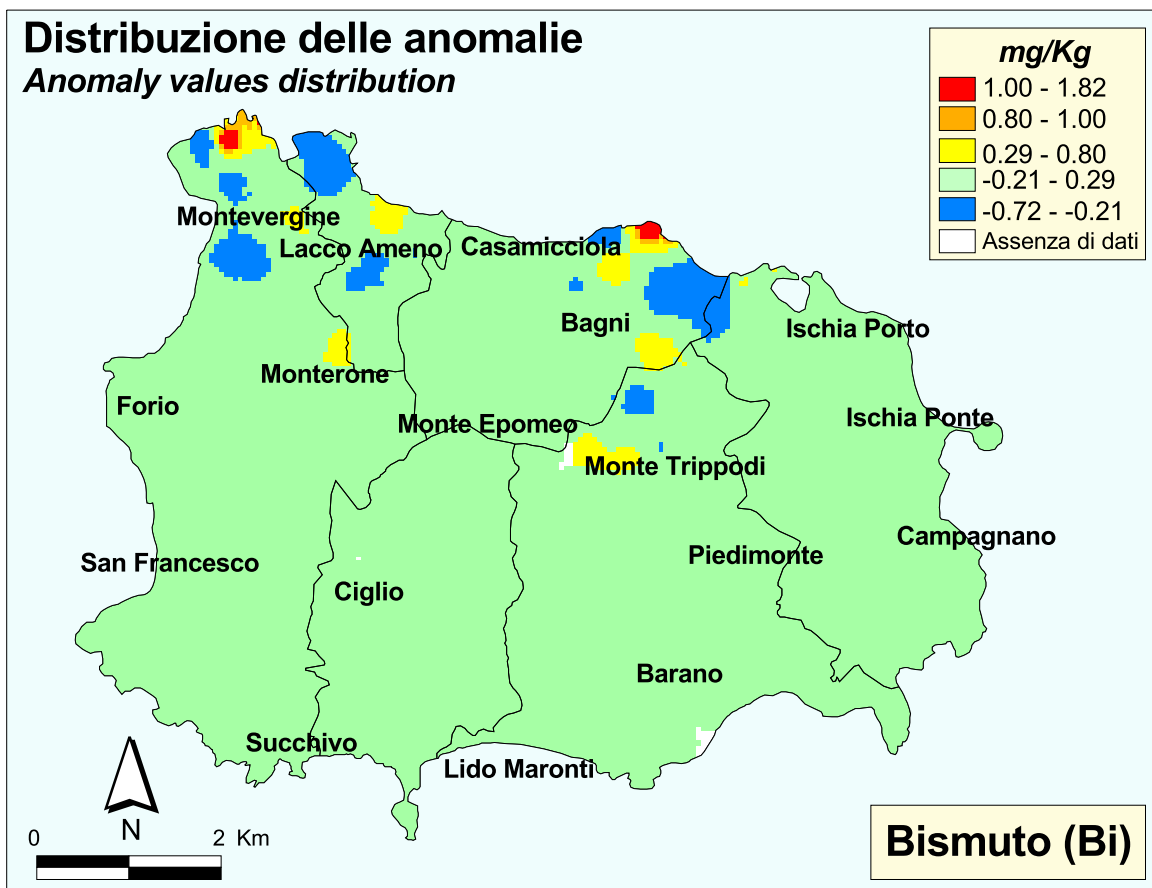 Distribuzione delle anomalie
Anomaly values distribution
mg/Kg
1.00 - 1.82
0.80 - 1.00
0.29 - 0.80
-0.21 - 0.29
-0.72 - -0.21
Assenza di dati
Montevergine
Lacco Ameno
Casamicciola
Bagni
Ischia Porto
Monterone
Forio
Monte Epomeo
Ischia Ponte
Monte Trippodi
Campagnano
San Francesco
Piedimonte
Ciglio
Barano
Succhivo
Lido Maronti
N
0 2 Km
Bismuto (Bi)